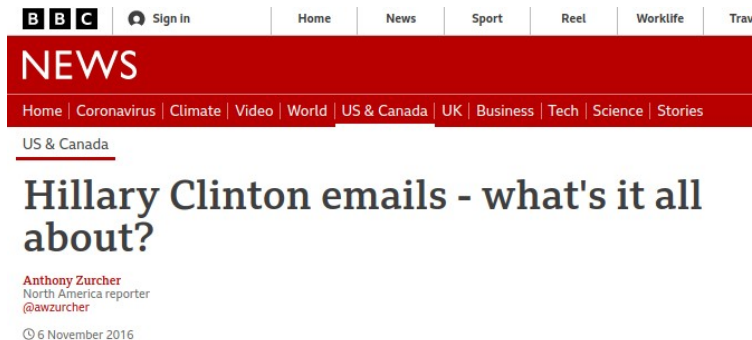 BBC Sign in Home News Sport Reel Worklife Trav
NEWS
Home | Coronavirus | Climate | Video | World | US & Canada | UK | Business | Tech | Science | Stories
US & Canada
Hillary Clinton emails - what's it all
about?
Anthony Zurcher
North America reporter
@awzurcher
6 November 2016